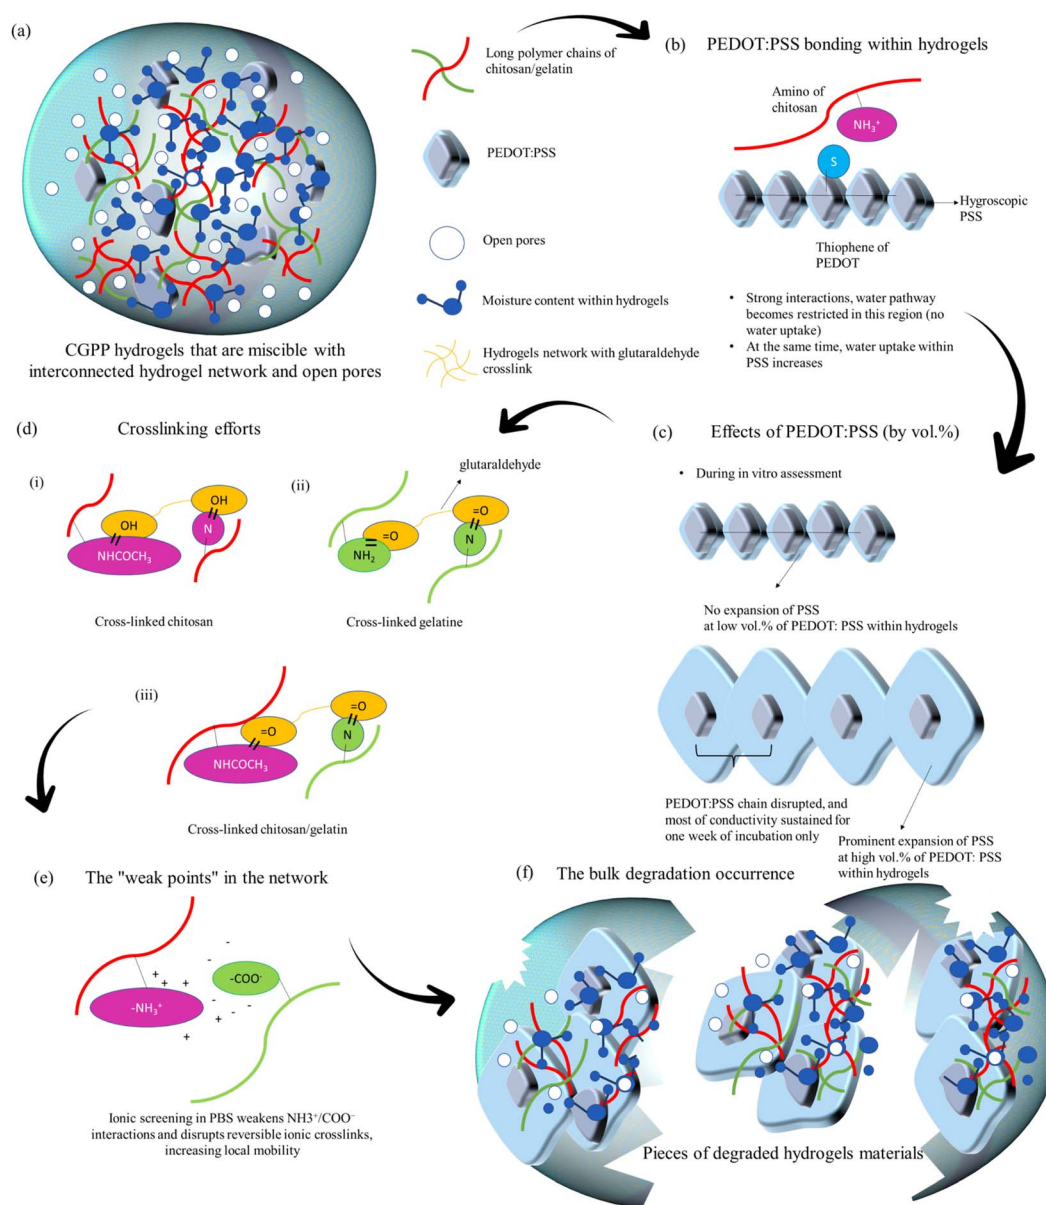 (a)
CGPP hydrogels that are miscible with
interconnected hydrogel network and open pores
Long polymer chains of
chitosan/gelatin
PEDOT:PSS
Open pores
Moisture content within hydrogels
Hydrogels network with glutaraldehyde
crosslink
(b) PEDOT:PSS bonding within hydrogels
Amino of
chitosan
NH₃⁺
S
Hygroscopic
PSS
Thiophene of
PEDOT
• Strong interactions, water pathway
becomes restricted in this region (no
water uptake)
• At the same time, water uptake within
PSS increases
(c) Effects of PEDOT:PSS (by vol.%)
• During in vitro assessment
No expansion of PSS
at low vol.% of PEDOT: PSS within hydrogels
PEDOT:PSS chain disrupted, and
most of conductivity sustained for
one week of incubation only
Prominent expansion of PSS
at high vol.% of PEDOT: PSS
within hydrogels
(d) Crosslinking efforts
(i)
OH
OH
N
NHCOCH₃
Cross-linked chitosan
(ii)
glutaraldehyde
=O
=O
N
NH₂
Cross-linked gelatine
(iii)
=O
=O
N
NHCOCH₃
Cross-linked chitosan/gelatin
(e) The "weak points" in the network
-COO⁻
-NH₃⁺
- - - - - - -
+ + + + + + +
Ionic screening in PBS weakens NH3⁺/COO⁻
interactions and disrupts reversible ionic crosslinks,
increasing local mobility
(f) The bulk degradation occurrence
Pieces of degraded hydrogels materials